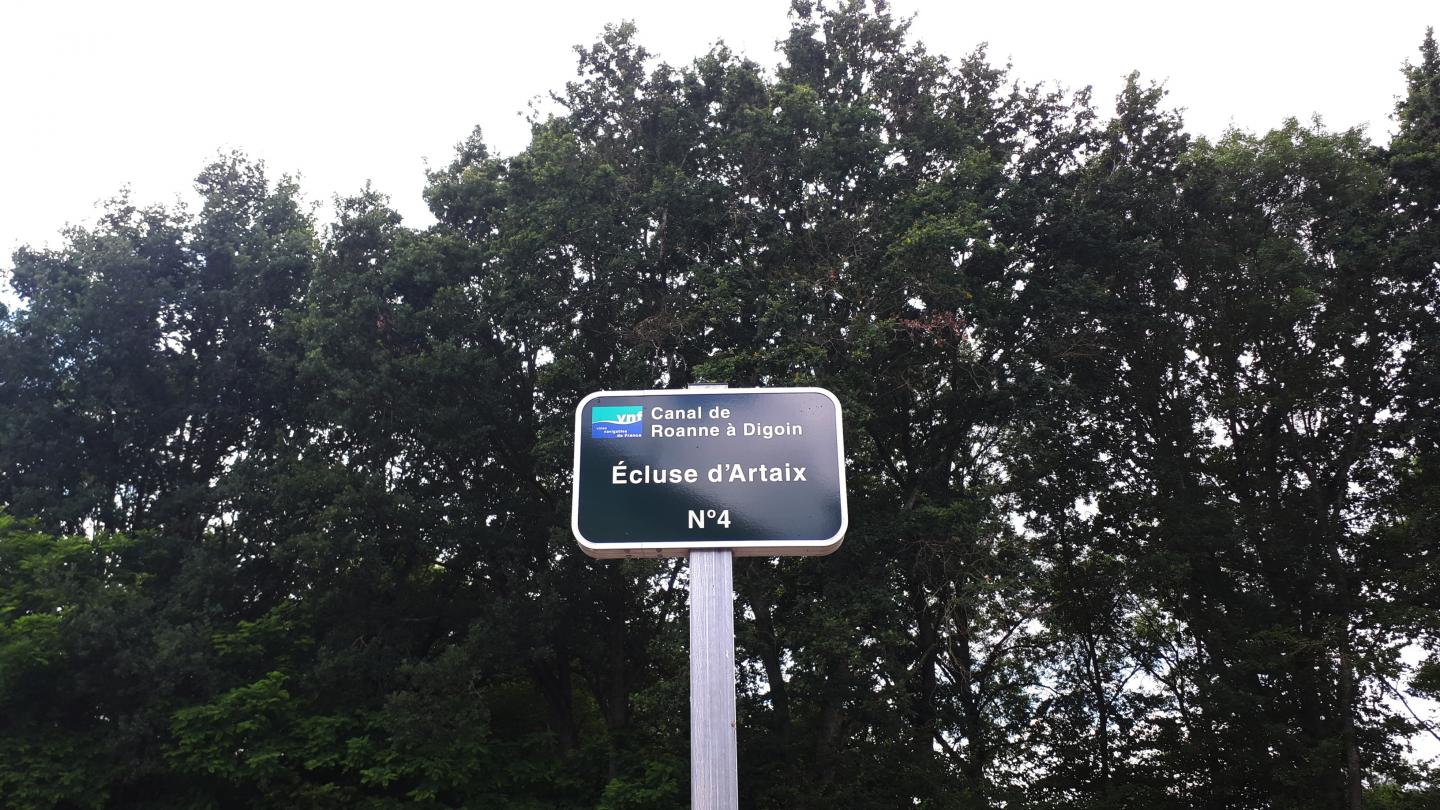 vnf
voies
navigables
de France
Canal de
Roanne à Digoin
Écluse d'Artaix
N°4